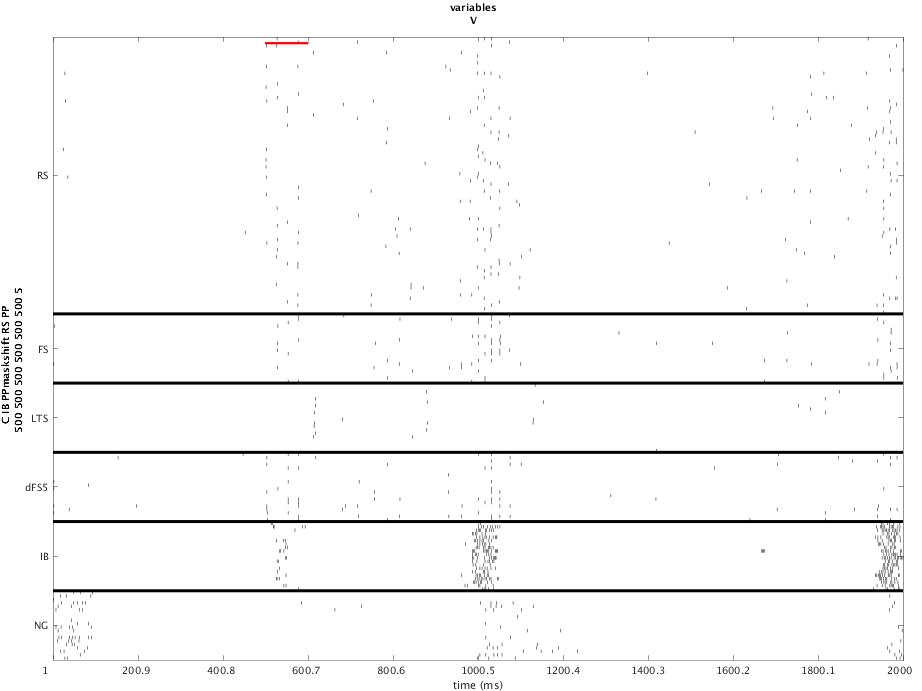 variables
V
RS
FS
LTS
dFS5
IB
NG
C IB PPmaskshift RS PP
500 500 500 500 500 500 5
1 200.9 400.8 600.7 800.6 1000.5 1200.4 1400.3 1600.2 1800.1 2000
time (ms)